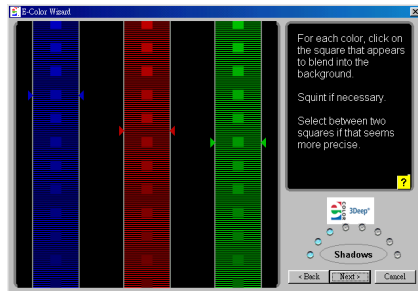 E-Color Wizard
For each color, click on
the square that appears
to blend into the
background.
Squint if necessary.
Select between two
squares if that seems
more precise.
?
COLOR
3Deep®
Shadows
< Back
Next >
Cancel